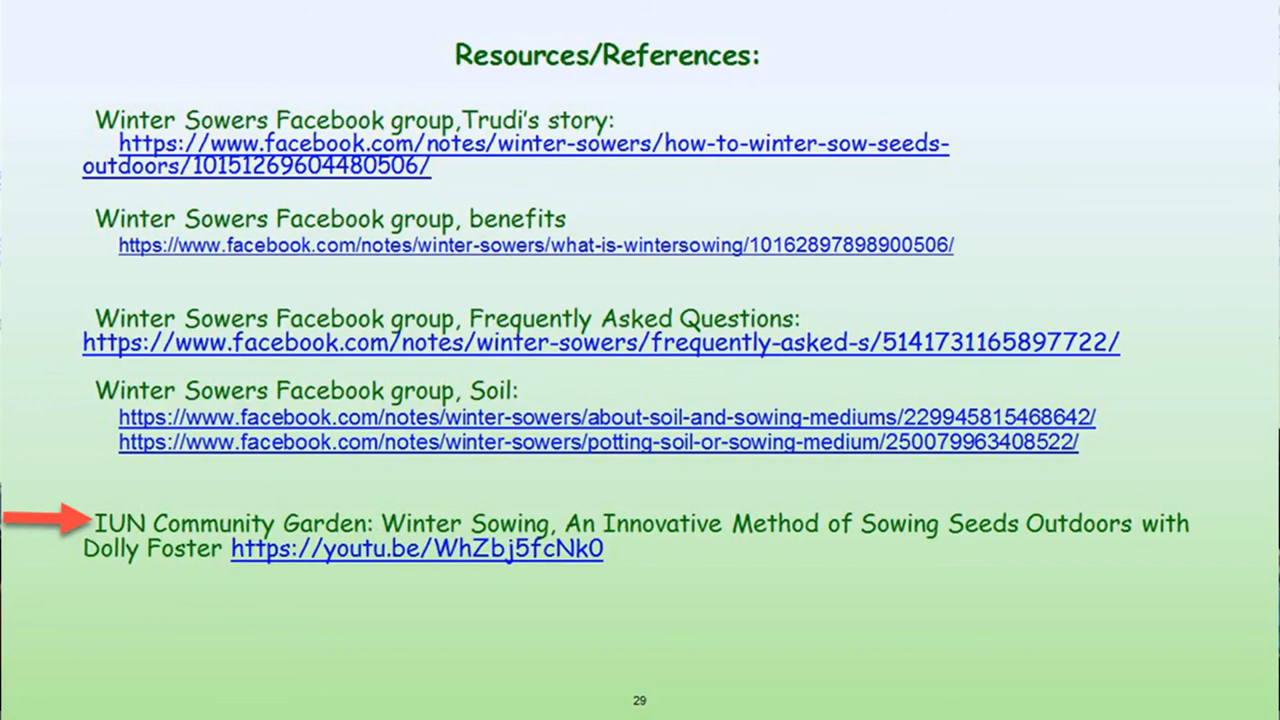 Resources/References:
Winter Sowers Facebook group,Trudi's story:
https://www.facebook.com/notes/winter-sowers/how-to-winter-sow-seeds-
outdoors/10151269604480506/
Winter Sowers Facebook group, benefits
https://www.facebook.com/notes/winter-sowers/what-is-wintersowing/10162897898900506/
Winter Sowers Facebook group, Frequently Asked Questions:
https://www.facebook.com/notes/winter-sowers/frequently-asked-s/5141731165897722/
Winter Sowers Facebook group, Soil:
https://www.facebook.com/notes/winter-sowers/about-soil-and-sowing-mediums/229945815468642/
https://www.facebook.com/notes/winter-sowers/potting-soil-or-sowing-medium/250079963408522/
IUN Community Garden: Winter Sowing, An Innovative Method of Sowing Seeds Outdoors with
Dolly Foster https://youtu.be/WhZbj5fcNk0
29